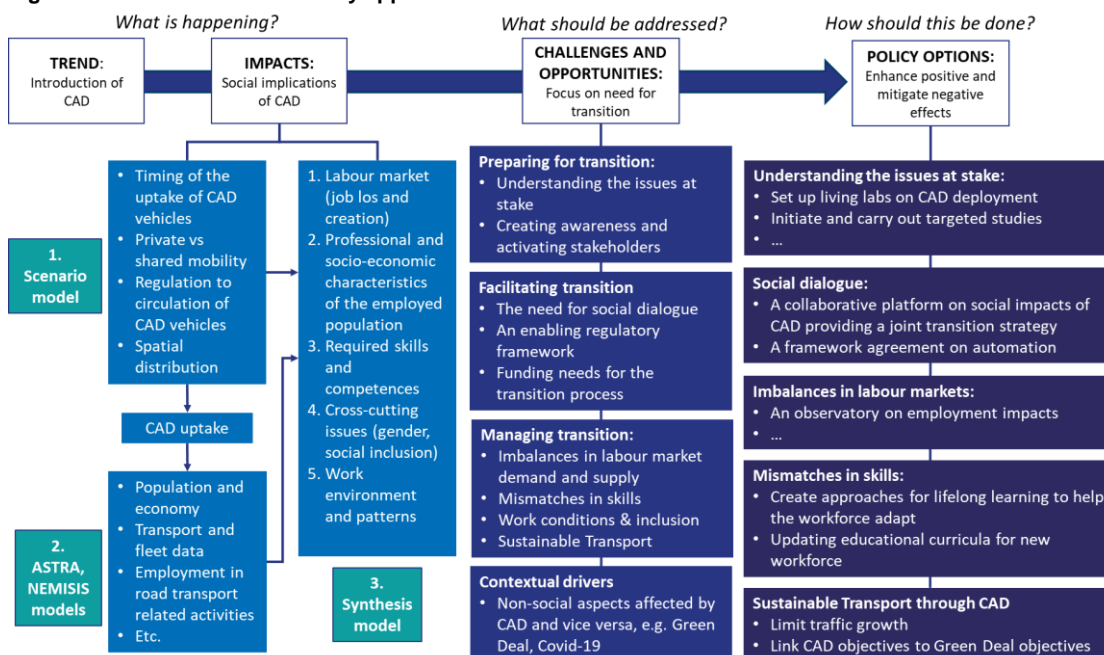 What is happening?
What should be addressed?
How should this be done?
TREND:
Introduction of
CAD
IMPACTS:
Social implications
of CAD
CHALLENGES AND
OPPORTUNITIES:
Focus on need for
transition
POLICY OPTIONS:
Enhance positive and
mitigate negative
effects
1.
Scenario
model
• Timing of the
uptake of CAD
vehicles
• Private vs
shared mobility
• Regulation to
circulation of
CAD vehicles
• Spatial
distribution
CAD uptake
2.
ASTRA,
NEMISIS
models
• Population and
economy
• Transport and
fleet data
• Employment in
road transport
related activities
• Etc.
1. Labour market
(job los and
creation)
2. Professional and
socio-economic
characteristics
of the employed
population
3. Required skills
and
competences
4. Cross-cutting
issues (gender,
social inclusion)
5. Work
environment
and patterns
3.
Synthesis
model
Preparing for transition:
• Understanding the issues at
stake
• Creating awareness and
activating stakeholders
Facilitating transition
• The need for social dialogue
• An enabling regulatory
framework
• Funding needs for the
transition process
Managing transition:
• Imbalances in labour market
demand and supply
• Mismatches in skills
• Work conditions & inclusion
• Sustainable Transport
Contextual drivers
• Non-social aspects affected by
CAD and vice versa, e.g. Green
Deal, Covid-19
Understanding the issues at stake:
• Set up living labs on CAD deployment
• Initiate and carry out targeted studies
• ...
Social dialogue:
• A collaborative platform on social impacts of
CAD providing a joint transition strategy
• A framework agreement on automation
Imbalances in labour markets:
• An observatory on employment impacts
• ...
Mismatches in skills:
• Create approaches for lifelong learning to help
the workforce adapt
• Updating educational curricula for new
workforce
Sustainable Transport through CAD
• Limit traffic growth
• Link CAD objectives to Green Deal objectives